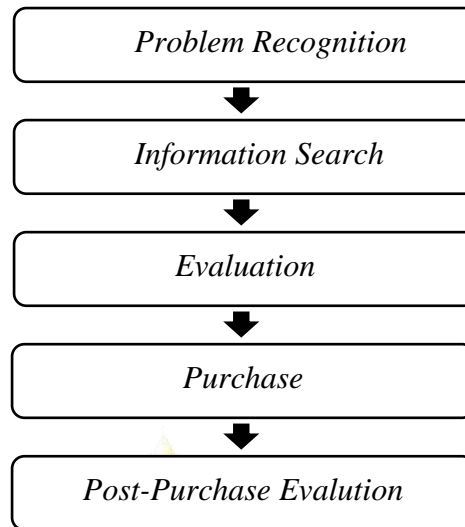 Problem Recognition
Information Search
Evaluation
Purchase
Post-Purchase Evalution